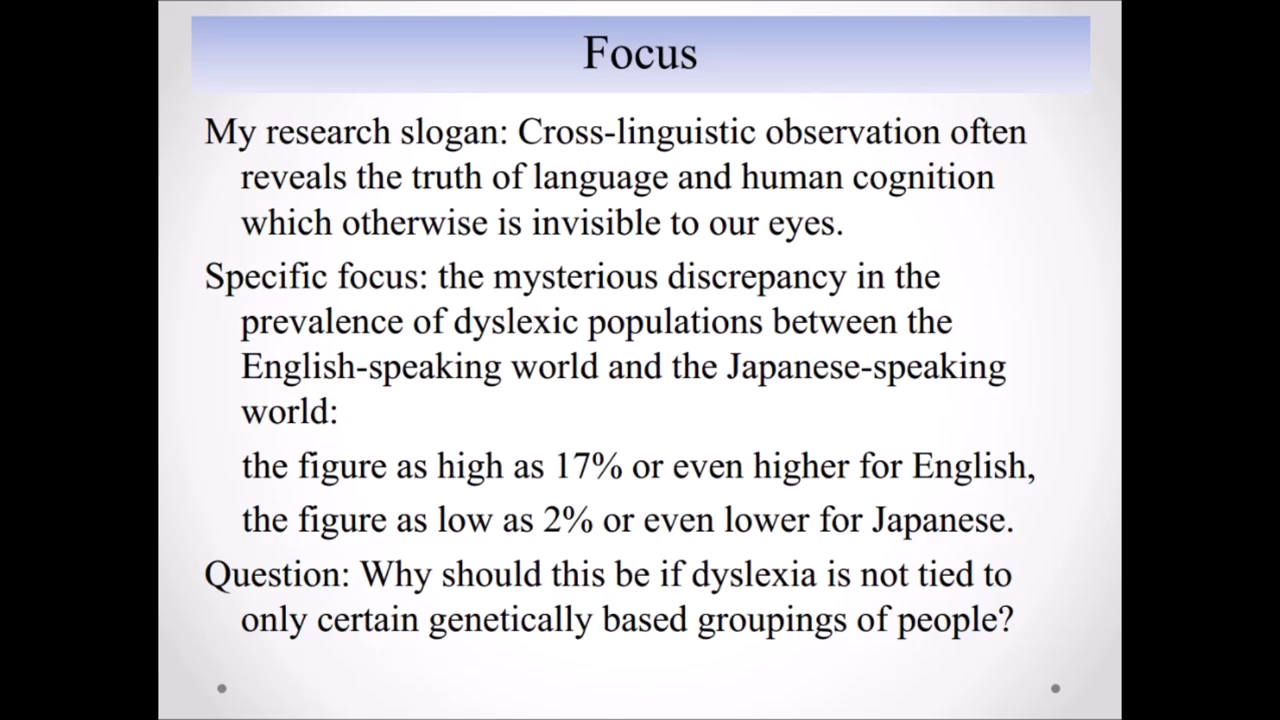 Focus
My research slogan: Cross-linguistic observation often
reveals the truth of language and human cognition
which otherwise is invisible to our eyes.
Specific focus: the mysterious discrepancy in the
prevalence of dyslexic populations between the
English-speaking world and the Japanese-speaking
world:
the figure as high as 17% or even higher for English,
the figure as low as 2% or even lower for Japanese.
Question: Why should this be if dyslexia is not tied to
only certain genetically based groupings of people?